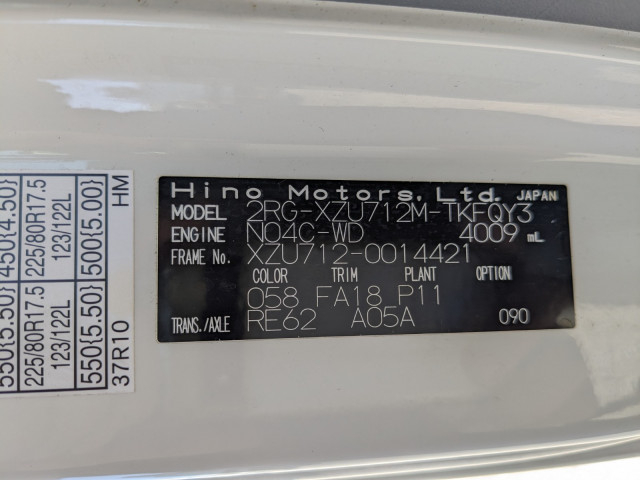 Hino Motors, Ltd. JAPAN
MODEL 2RG-XZU712M-TKFQY3
ENGINE N04C-WD 4009 mL
FRAME No. XZU712-0014421
COLOR TRIM PLANT OPTION
058 FA18 P11
TRANS./AXLE RE62 A05A 090
550{5.50} 450{4.50}
225/80R17.5 225/80R17.5
123/122L 123/122L
550{5.50} 500{5.00}
37R10 HM